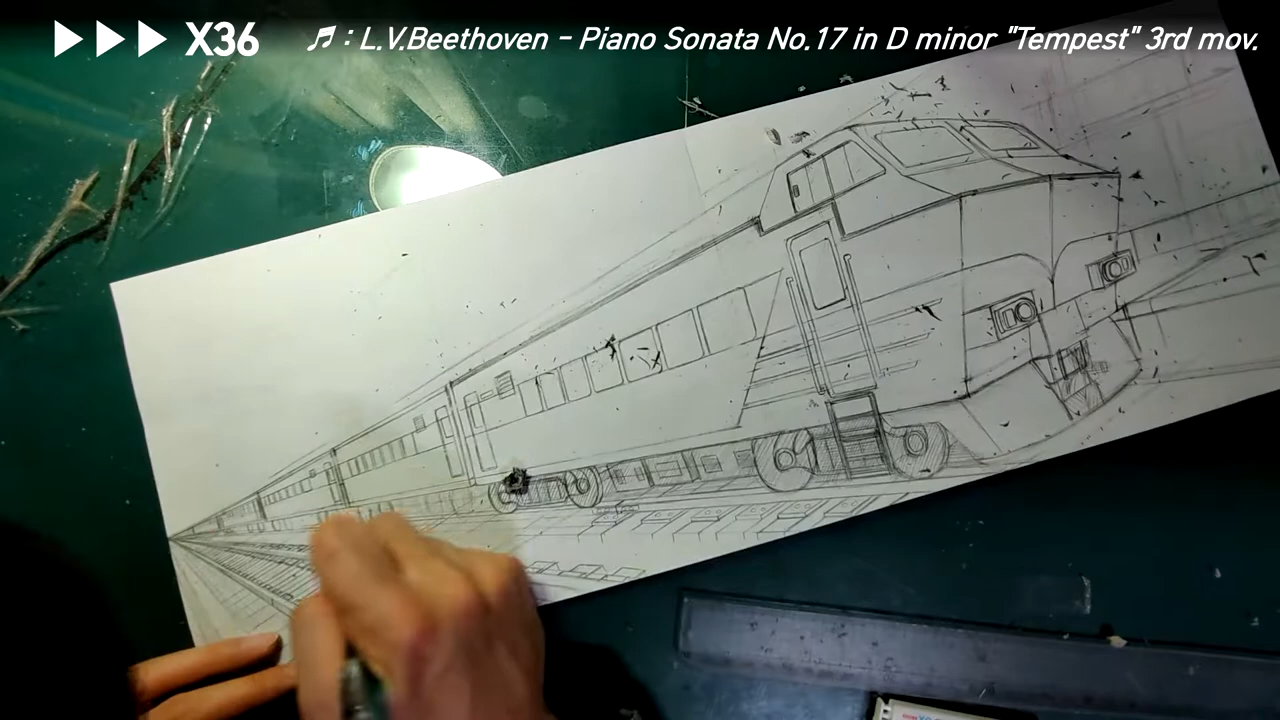 ▶▶▶ X36
♬ : L.V.Beethoven - Piano Sonata No.17 in D minor "Tempest" 3rd mov.